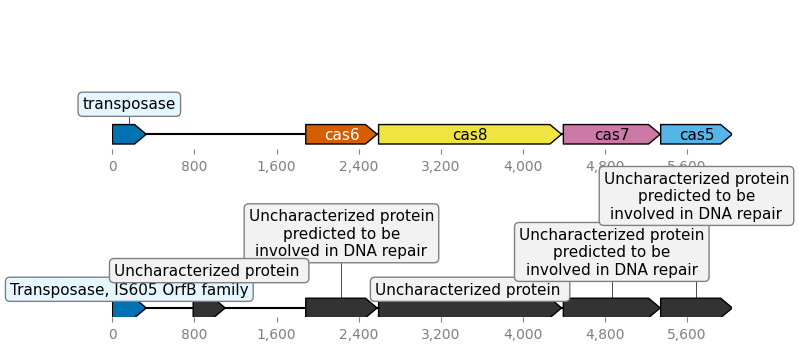 transposase
cas6
cas8
cas7
cas5
0 800 1,600 2,400 3,200 4,000 4,800 5,600
Uncharacterized protein
predicted to be
involved in DNA repair
Uncharacterized protein
predicted to be
involved in DNA repair
Uncharacterized protein
predicted to be
involved in DNA repair
Uncharacterized protein
Transposase, IS605 OrfB family
Uncharacterized protein
0 800 1,600 2,400 3,200 4,000 4,800 5,600